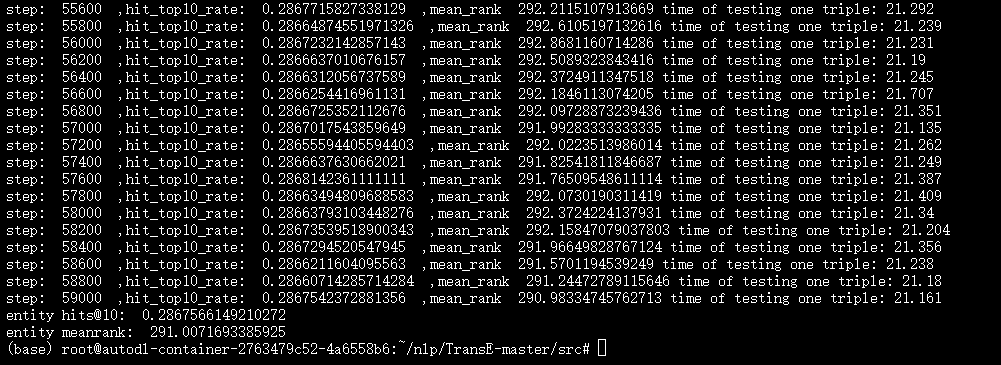 step: 55600 ,hit_top10_rate: 0.2867715827338129 ,mean_rank 292.2115107913669 time of testing one triple: 21.292
step: 55800 ,hit_top10_rate: 0.28664874551971326 ,mean_rank 292.6105197132616 time of testing one triple: 21.239
step: 56000 ,hit_top10_rate: 0.2867232142857143 ,mean_rank 292.8681160714286 time of testing one triple: 21.231
step: 56200 ,hit_top10_rate: 0.2866637010676157 ,mean_rank 292.5089323843416 time of testing one triple: 21.19
step: 56400 ,hit_top10_rate: 0.2866312056737589 ,mean_rank 292.3724911347518 time of testing one triple: 21.245
step: 56600 ,hit_top10_rate: 0.2866254416961131 ,mean_rank 292.1846113074205 time of testing one triple: 21.707
step: 56800 ,hit_top10_rate: 0.2866725352112676 ,mean_rank 292.09728873239436 time of testing one triple: 21.351
step: 57000 ,hit_top10_rate: 0.2867017543859649 ,mean_rank 291.99283333333335 time of testing one triple: 21.135
step: 57200 ,hit_top10_rate: 0.28655594405594403 ,mean_rank 292.0223513986014 time of testing one triple: 21.262
step: 57400 ,hit_top10_rate: 0.2866637630662021 ,mean_rank 291.82541811846687 time of testing one triple: 21.249
step: 57600 ,hit_top10_rate: 0.2868142361111111 ,mean_rank 291.76509548611114 time of testing one triple: 21.387
step: 57800 ,hit_top10_rate: 0.28663494809688583 ,mean_rank 292.0730190311419 time of testing one triple: 21.409
step: 58000 ,hit_top10_rate: 0.28663793103448276 ,mean_rank 292.3724224137931 time of testing one triple: 21.34
step: 58200 ,hit_top10_rate: 0.28673539518900343 ,mean_rank 292.15847079037803 time of testing one triple: 21.204
step: 58400 ,hit_top10_rate: 0.2867294520547945 ,mean_rank 291.96649828767124 time of testing one triple: 21.356
step: 58600 ,hit_top10_rate: 0.2866211604095563 ,mean_rank 291.5701194539249 time of testing one triple: 21.238
step: 58800 ,hit_top10_rate: 0.28660714285714284 ,mean_rank 291.24472789115646 time of testing one triple: 21.18
step: 59000 ,hit_top10_rate: 0.2867542372881356 ,mean_rank 290.98334745762713 time of testing one triple: 21.161
entity hits@10: 0.2867566149210272
entity meanrank: 291.0071693385925
(base) root@autodl-container-2763479c52-4a6558b6:~/nlp/TransE-master/src#